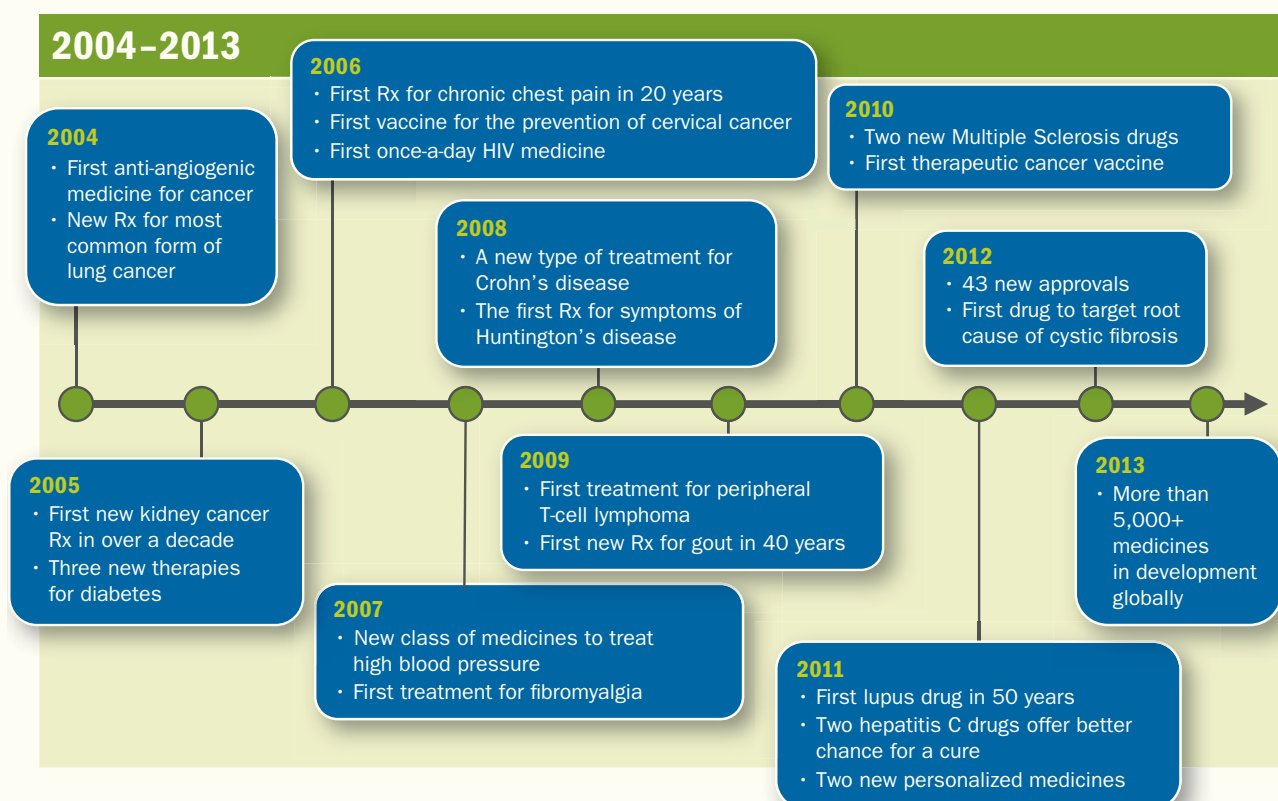 2004–2013
2004
· First anti-angiogenic
medicine for cancer
· New Rx for most
common form of
lung cancer
2005
· First new kidney cancer
Rx in over a decade
· Three new therapies
for diabetes
2006
· First Rx for chronic chest pain in 20 years
· First vaccine for the prevention of cervical cancer
· First once-a-day HIV medicine
2007
· New class of medicines to treat
high blood pressure
· First treatment for fibromyalgia
2008
· A new type of treatment for
Crohn’s disease
· The first Rx for symptoms of
Huntington’s disease
2009
· First treatment for peripheral
T-cell lymphoma
· First new Rx for gout in 40 years
2010
· Two new Multiple Sclerosis drugs
· First therapeutic cancer vaccine
2011
· First lupus drug in 50 years
· Two hepatitis C drugs offer better
chance for a cure
· Two new personalized medicines
2012
· 43 new approvals
· First drug to target root
cause of cystic fibrosis
2013
· More than
5,000+
medicines
in development
globally